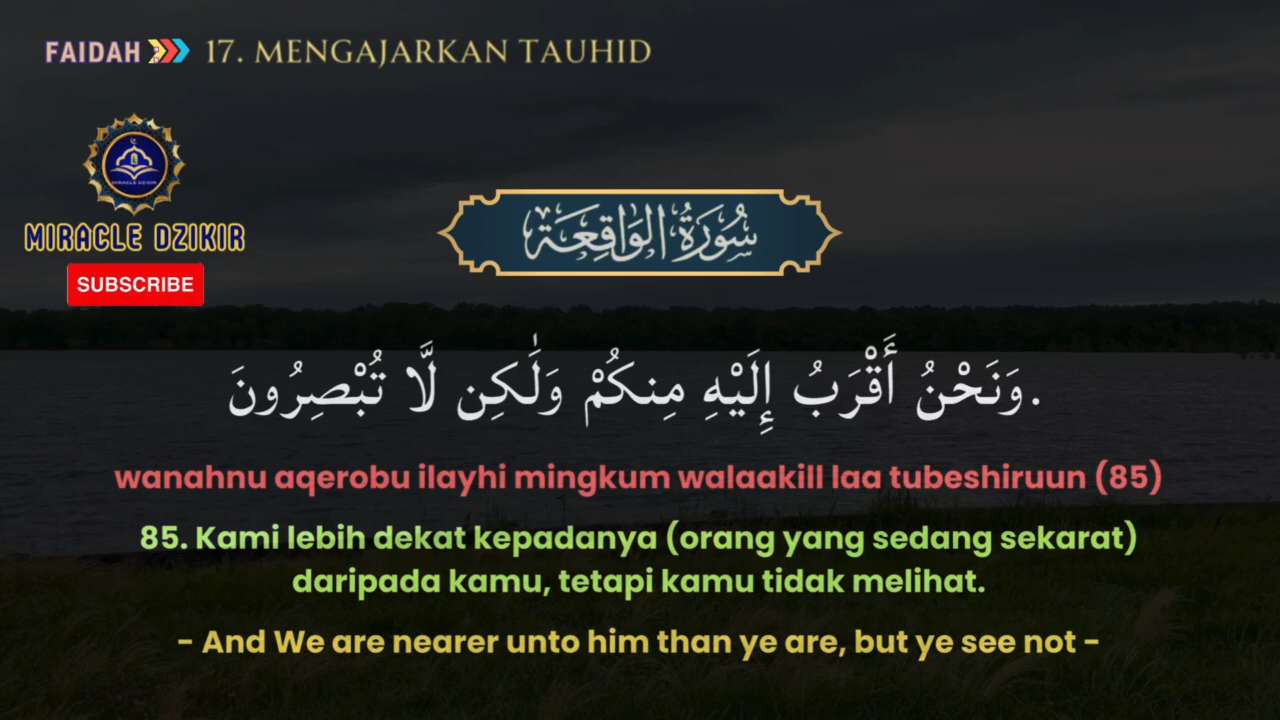 FAIDAH 17. MENGAJARKAN TAUHID
MIRACLE DZIKIR
MIRACLE DZIKIR
SUBSCRIBE
سُورَةُ الوَاقِعَة
وَنَحْنُ أَقْرَبُ إِلَيْهِ مِنكُمْ وَلَٰكِن لَّا تُبْصِرُونَ.
wanahnu aqerobu ilayhi mingkum walaakill laa tubeshiruun (85)
85. Kami lebih dekat kepadanya (orang yang sedang sekarat)
daripada kamu, tetapi kamu tidak melihat.
- And We are nearer unto him than ye are, but ye see not -